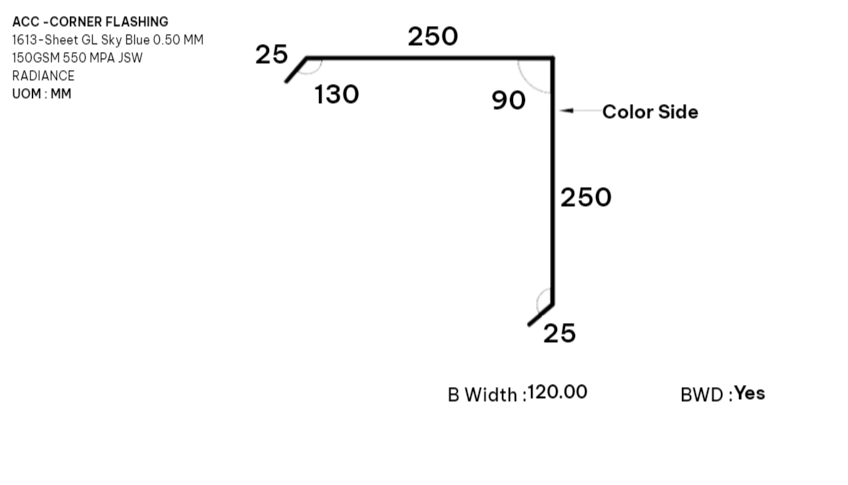 ACC -CORNER FLASHING
1613-Sheet GL Sky Blue 0.50 MM
150GSM 550 MPA JSW
RADIANCE
UOM : MM
250
25
130
90
Color Side
250
25
B Width :120.00
BWD :Yes